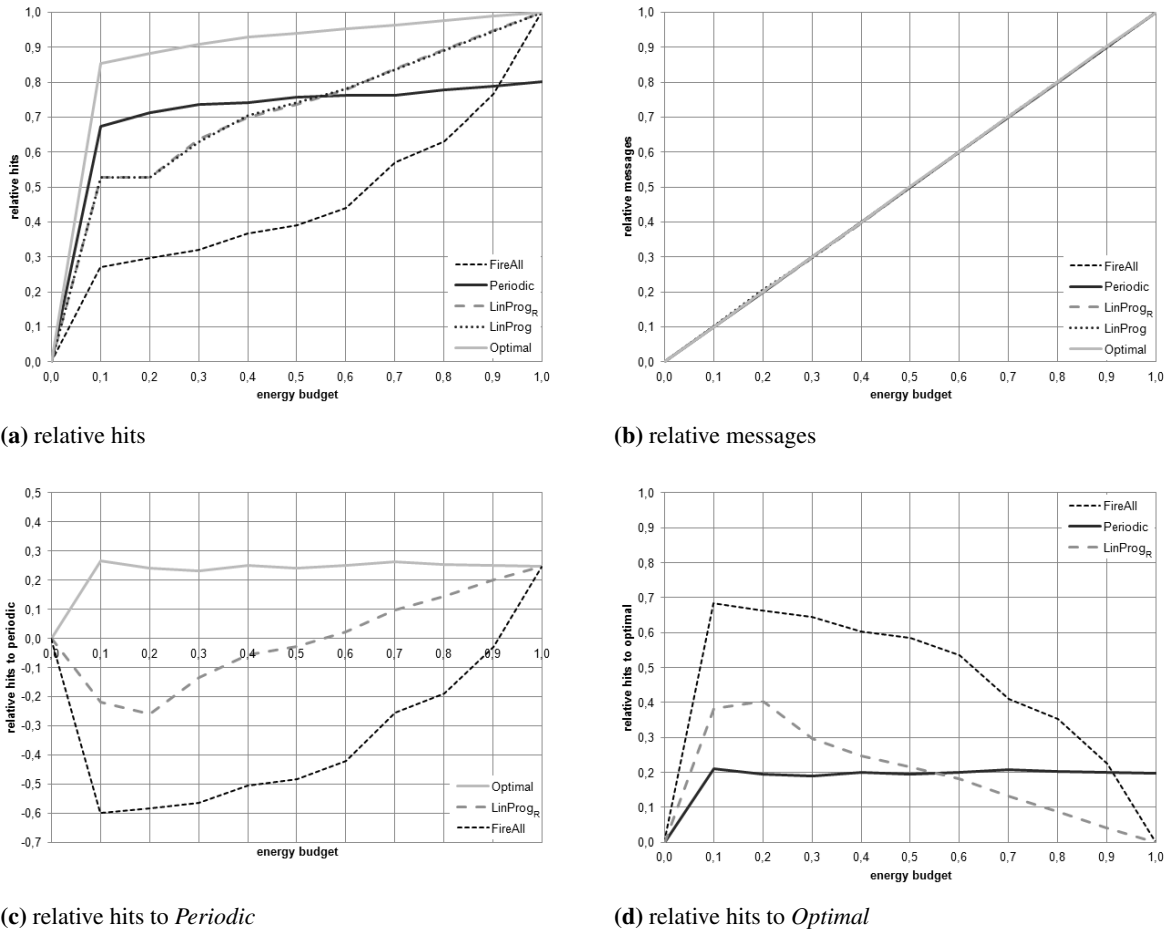 1,0
0,9
0,8
0,7
0,6
0,5
0,4
0,3
0,2
0,1
0,0
relative hits
FireAll
Periodic
LinProgR
LinProg
Optimal
0,0 0,1 0,2 0,3 0,4 0,5 0,6 0,7 0,8 0,9 1,0
energy budget
(a) relative hits
1,0
0,9
0,8
0,7
0,6
0,5
0,4
0,3
0,2
0,1
0,0
relative messages
FireAll
Periodic
LinProgR
LinProg
Optimal
0,0 0,1 0,2 0,3 0,4 0,5 0,6 0,7 0,8 0,9 1,0
energy budget
(b) relative messages
0,5
0,4
0,3
0,2
0,1
0,0
-0,1
-0,2
-0,3
-0,4
-0,5
-0,6
-0,7
relative hits to periodic
0,0 0,1 0,2 0,3 0,4 0,5 0,6 0,7 0,8 0,9 1,0
Optimal
LinProgR
FireAll
energy budget
(c) relative hits to Periodic
1,0
0,9
0,8
0,7
0,6
0,5
0,4
0,3
0,2
0,1
0,0
relative hits to optimal
FireAll
Periodic
LinProgR
0,0 0,1 0,2 0,3 0,4 0,5 0,6 0,7 0,8 0,9 1,0
energy budget
(d) relative hits to Optimal